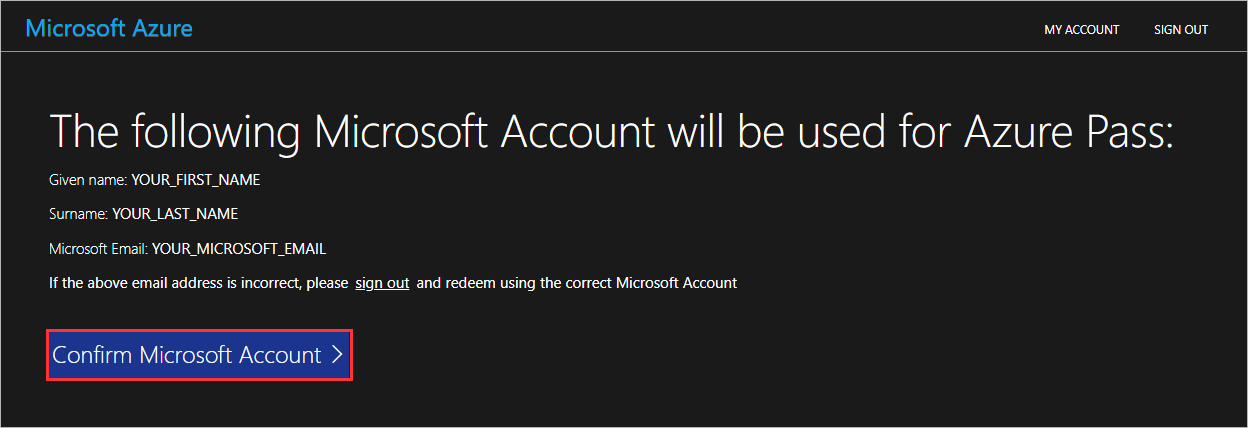 Microsoft Azure
MY ACCOUNT SIGN OUT
The following Microsoft Account will be used for Azure Pass:
Given name: YOUR_FIRST_NAME
Surname: YOUR_LAST_NAME
Microsoft Email: YOUR_MICROSOFT_EMAIL
If the above email address is incorrect, please sign out and redeem using the correct Microsoft Account
Confirm Microsoft Account >